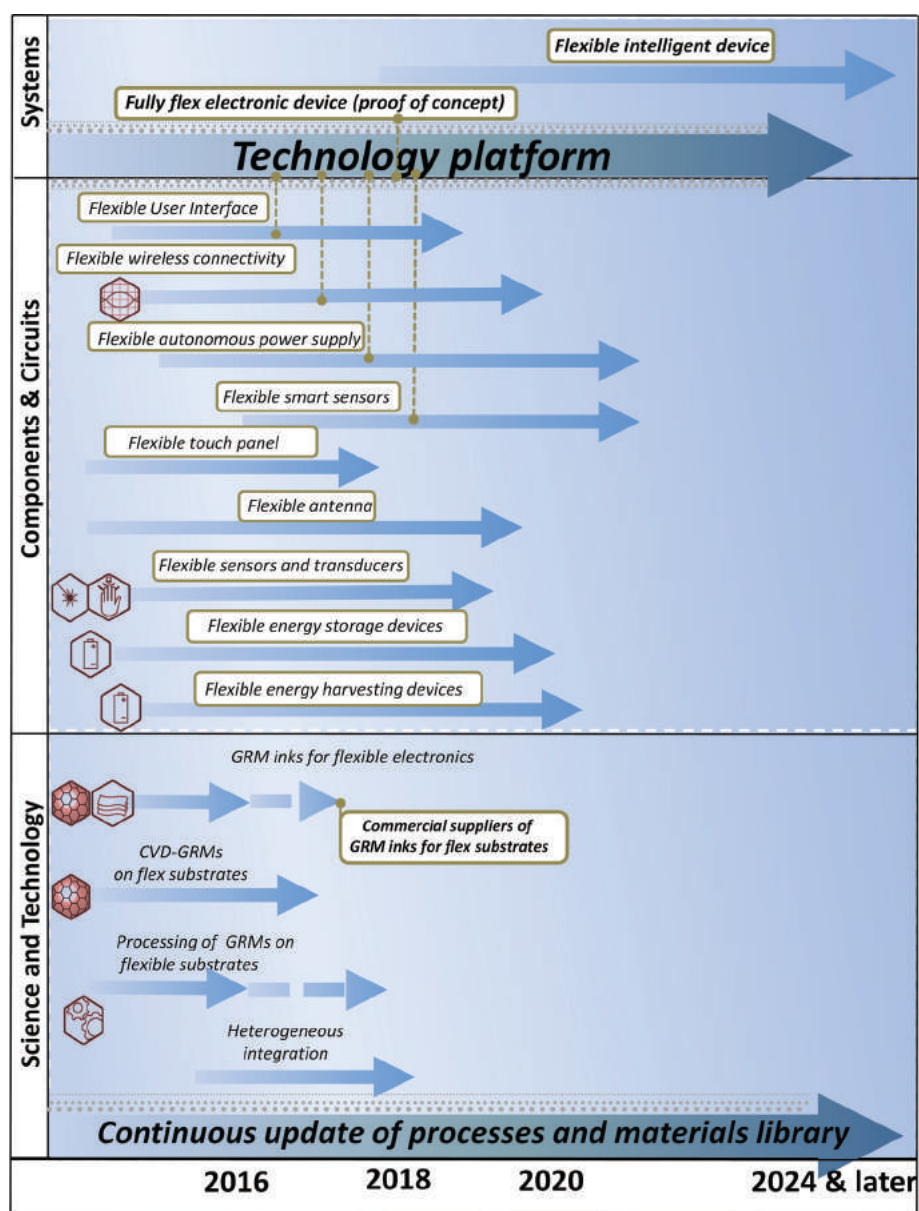 Systems
Flexible intelligent device
Fully flex electronic device (proof of concept)
Technology platform
Components & Circuits
Flexible User Interface
Flexible wireless connectivity
Flexible autonomous power supply
Flexible smart sensors
Flexible touch panel
Flexible antenna
Flexible sensors and transducers
Flexible energy storage devices
Flexible energy harvesting devices
Science and Technology
GRM inks for flexible electronics
Commercial suppliers of
GRM inks for flex substrates
CVD-GRMs
on flex substrates
Processing of GRMs on
flexible substrates
Heterogeneous
integration
Continuous update of processes and materials library
2016
2018
2020
2024 & later